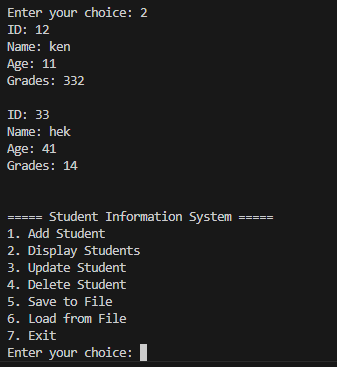 Enter your choice: 2
ID: 12
Name: ken
Age: 11
Grades: 332
ID: 33
Name: hek
Age: 41
Grades: 14
===== Student Information System =====
1. Add Student
2. Display Students
3. Update Student
4. Delete Student
5. Save to File
6. Load from File
7. Exit
Enter your choice: